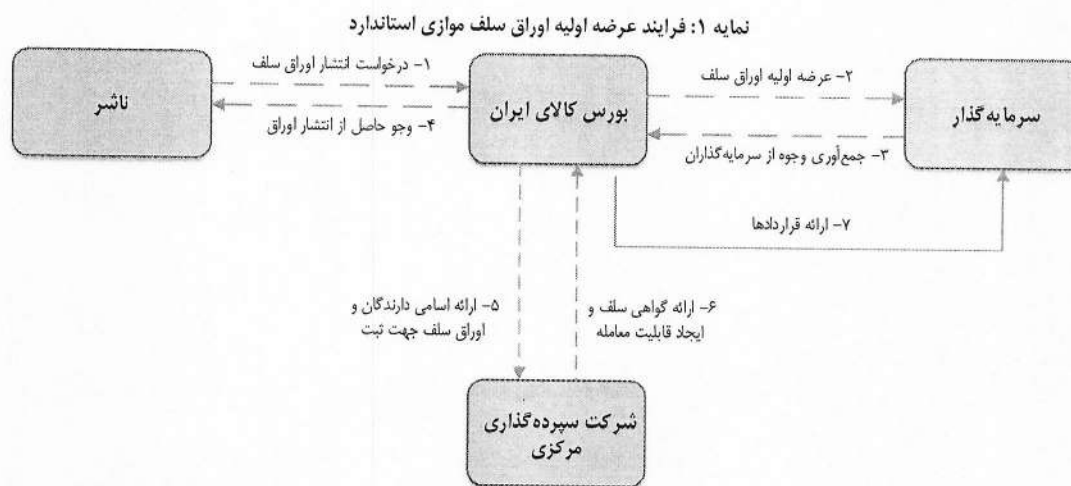 نمایه ۱: فرایند عرضه اولیه اوراق سلف موازی استاندارد
ناشر
۱- درخواست انتشار اوراق سلف
۴- وجو حاصل از انتشار اوراق
بورس کالای ایران
۲- عرضه اولیه اوراق سلف
۳- جمع‌آوری وجوه از سرمایه‌گذاران
سرمایه‌گذار
۷- ارائه قراردادها
۵- ارائه اسامی دارندگان و
اوراق سلف جهت ثبت
۶- ارائه گواهی سلف و
ایجاد قابلیت معامله
شرکت سپرده‌گذاری
مرکزی